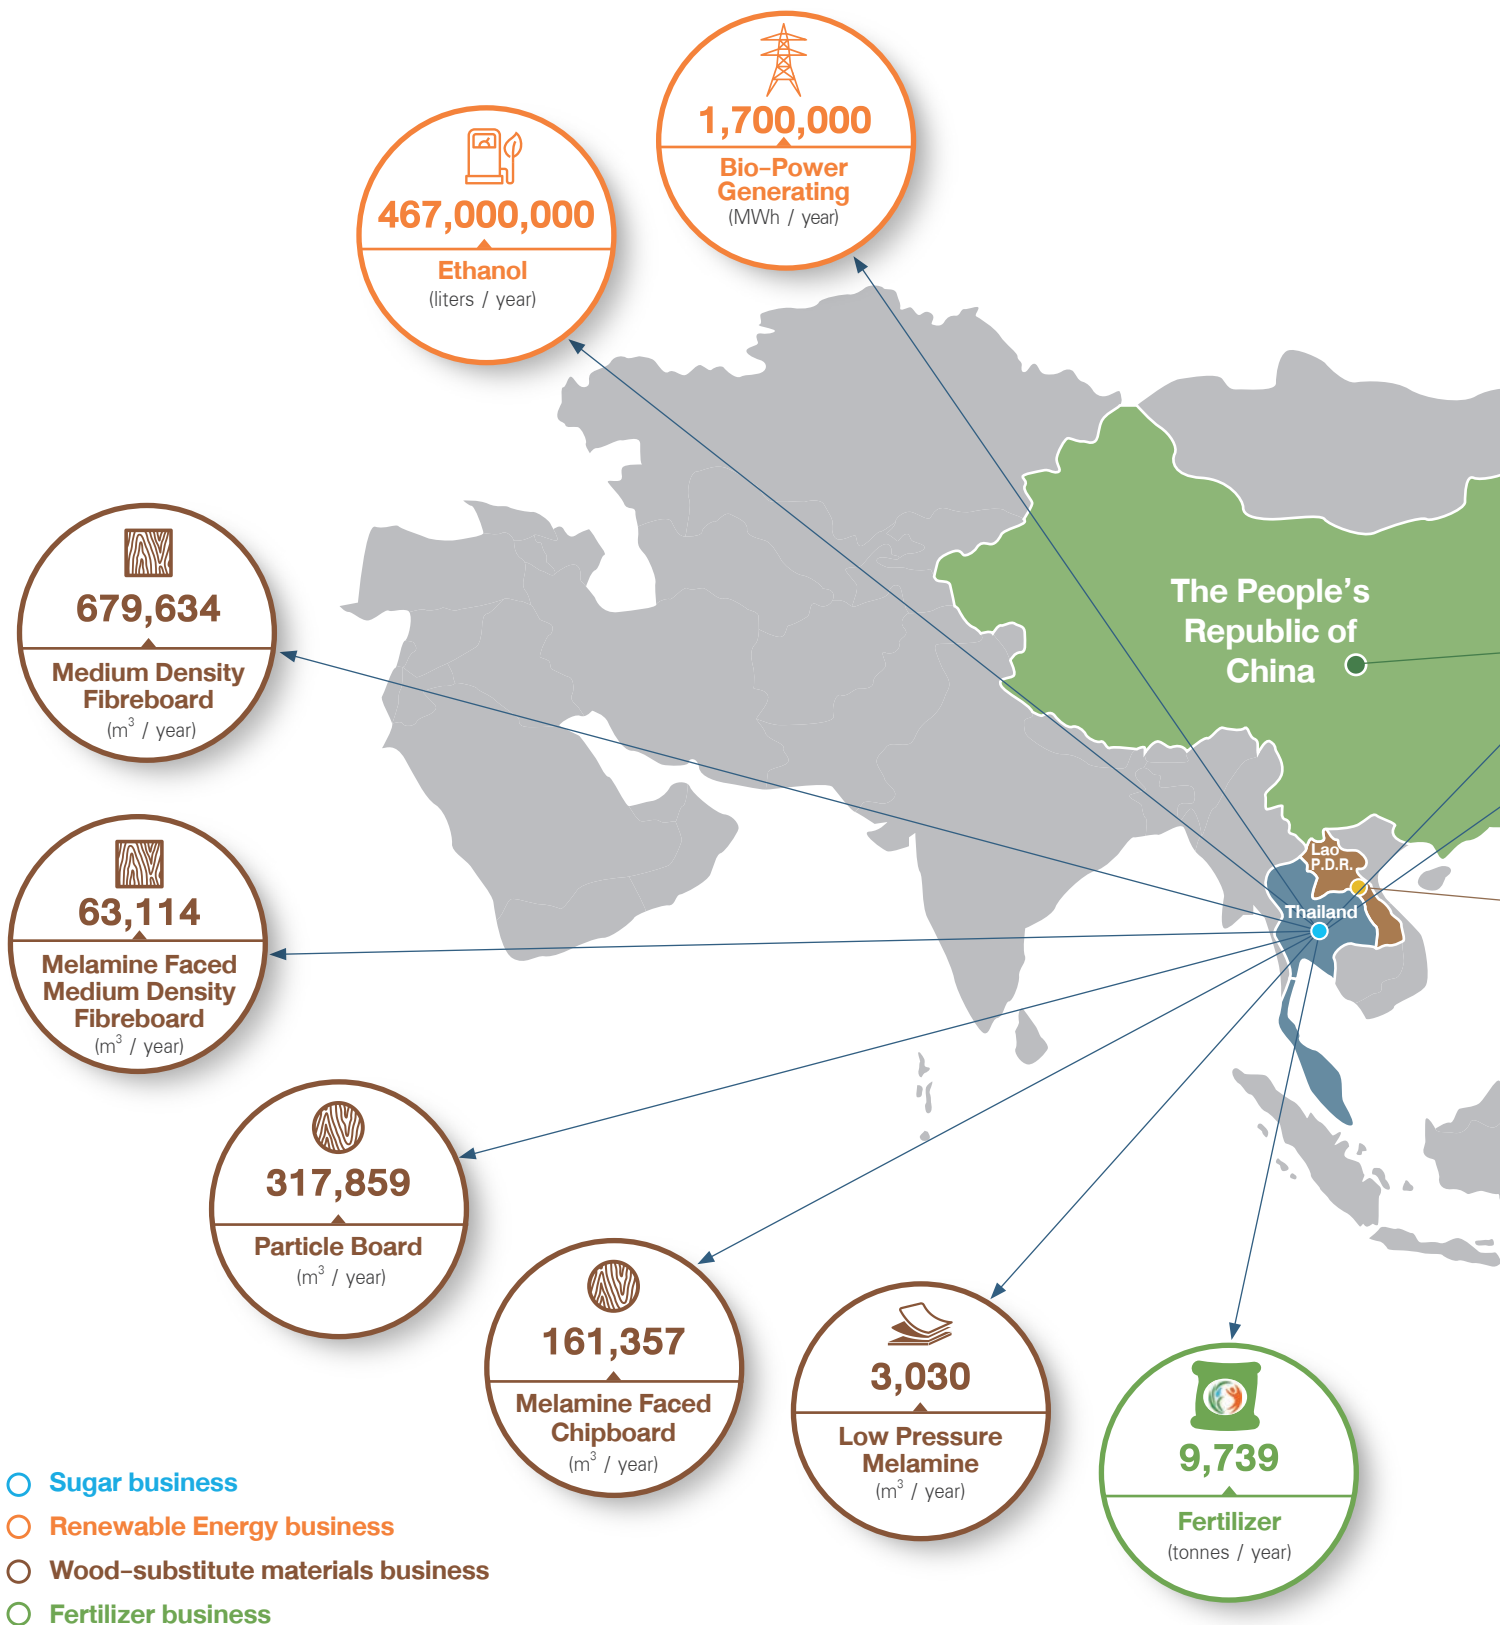 1,700,000
Bio-Power
Generating
(MWh / year)
467,000,000
Ethanol
(liters / year)
679,634
Medium Density
Fibreboard
(m³ / year)
The People's
Republic of
China
Lao
P.D.R.
Thailand
63,114
Melamine Faced
Medium Density
Fibreboard
(m³ / year)
317,859
Particle Board
(m³ / year)
161,357
Melamine Faced
Chipboard
(m³ / year)
3,030
Low Pressure
Melamine
(m³ / year)
9,739
Fertilizer
(tonnes / year)
Sugar business
Renewable Energy business
Wood-substitute materials business
Fertilizer business